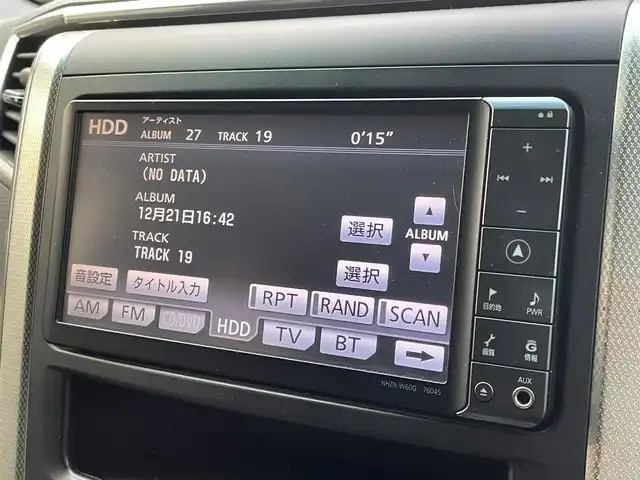 HDD
アーティスト
ALBUM 27 TRACK 19 0'15”
ARTIST
(NO DATA)
ALBUM
12月21日16:42
選択
ALBUM
TRACK
TRACK 19
選択
音設定 タイトル入力 RPT RAND SCAN
AM FM CD/DVD HDD TV BT
NHZN-W60G 76045
目的地 PWR
画質 G 情報
AUX